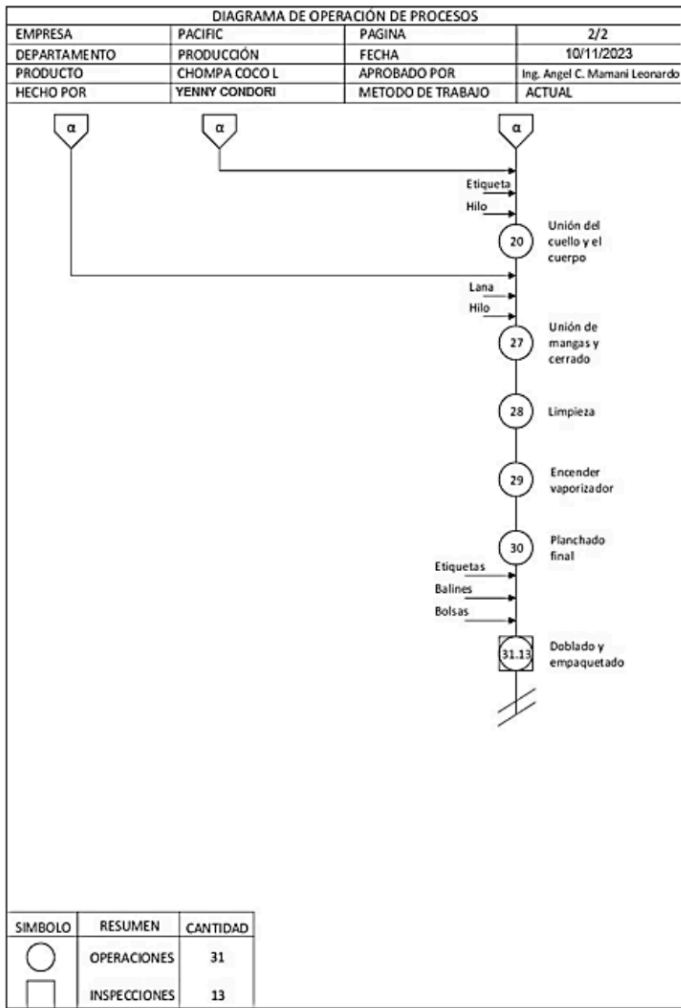 DIAGRAMA DE OPERACIÓN DE PROCESOS
EMPRESA PACIFIC PAGINA 2/2
DEPARTAMENTO PRODUCCIÓN FECHA 10/11/2023
PRODUCTO CHOMPA COCO L APROBADO POR Ing. Angel C. Mamani Leonardo
HECHO POR YENNY CONDORI METODO DE TRABAJO ACTUAL
α α α
Etiqueta
Hilo
20
Unión del
cuello y el
cuerpo
Lana
Hilo
27
Unión de
mangas y
cerrado
28
Limpieza
29
Encender
vaporizador
30
Planchado
final
Etiquetas
Balines
Bolsas
31.13
Doblado y
empaquetado
SIMBOLO RESUMEN CANTIDAD
OPERACIONES 31
INSPECCIONES 13